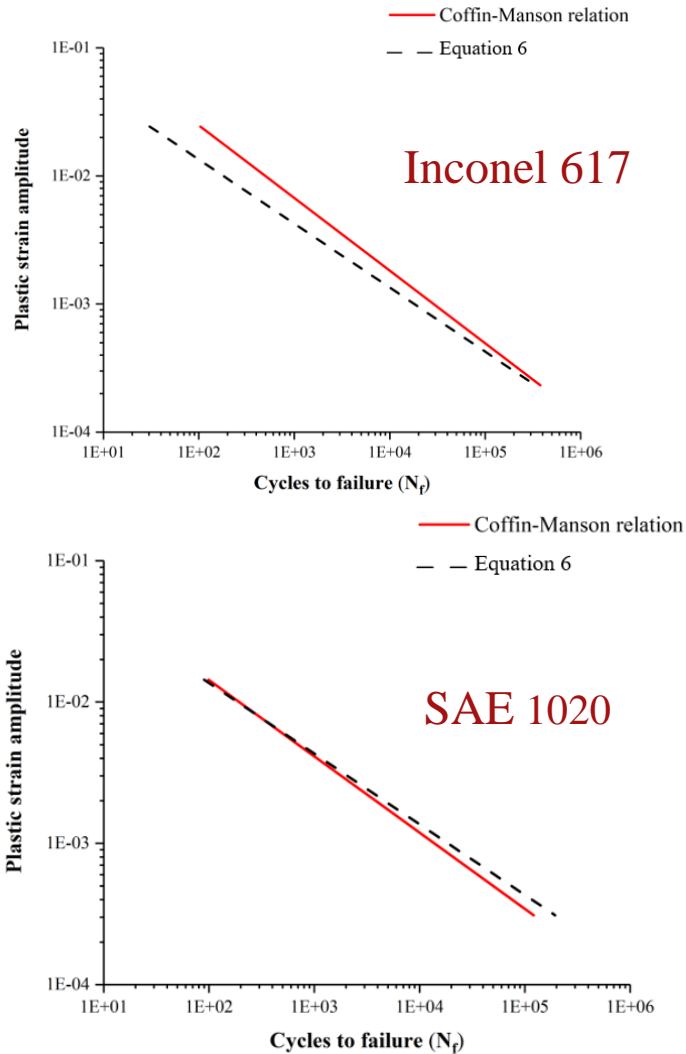 Coffin-Manson relation
Equation 6
1E-01
1E-02
1E-03
1E-04
Plastic strain amplitude
Inconel 617
1E+01 1E+02 1E+03 1E+04 1E+05 1E+06
Cycles to failure (Nf)
Coffin-Manson relation
Equation 6
1E-01
1E-02
1E-03
1E-04
Plastic strain amplitude
SAE 1020
1E+01 1E+02 1E+03 1E+04 1E+05 1E+06
Cycles to failure (Nf)